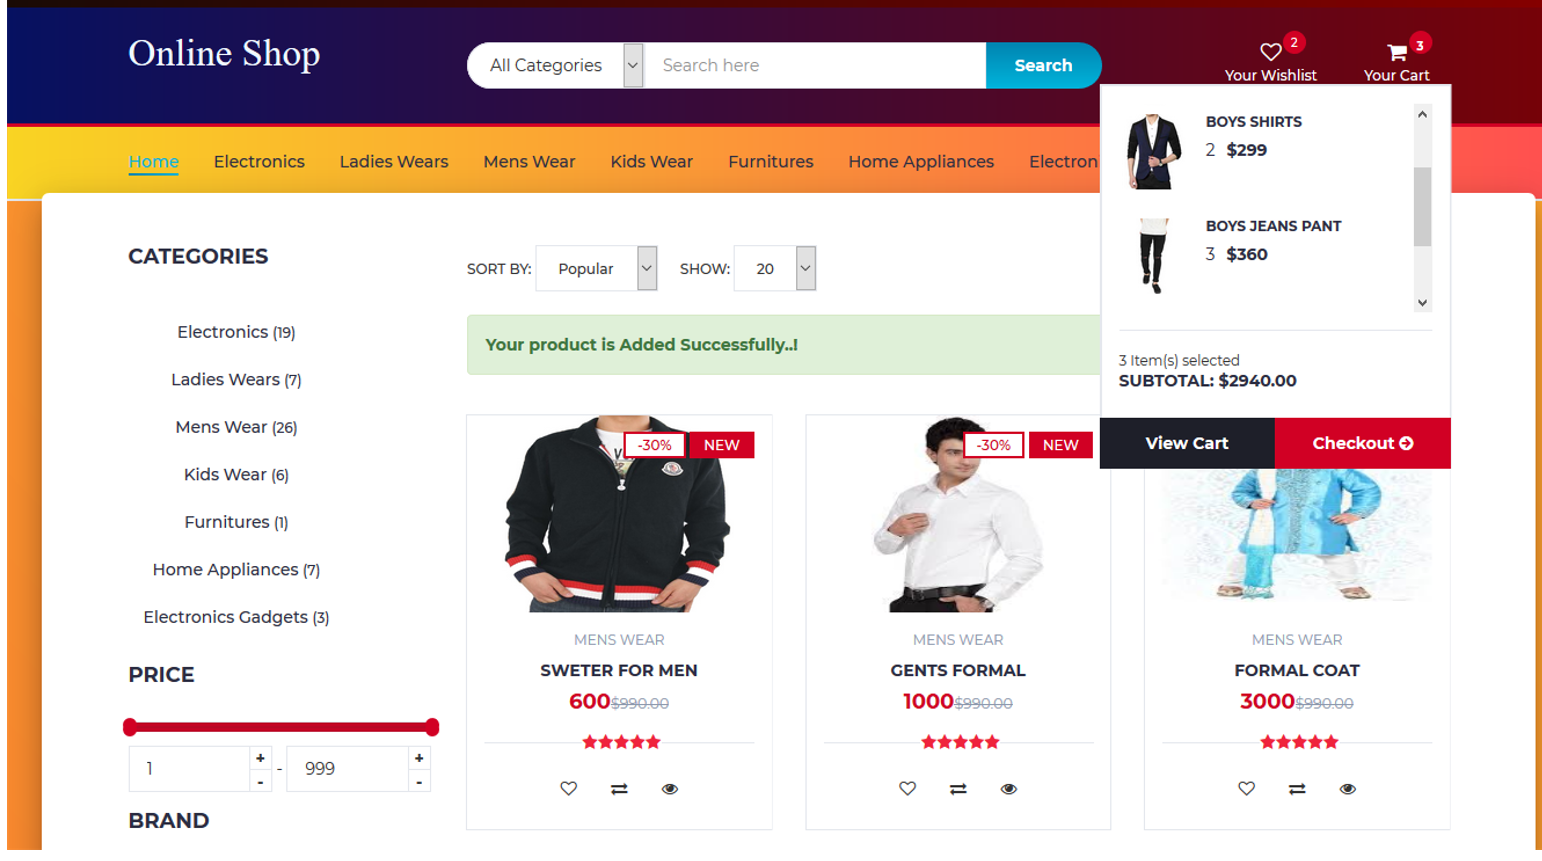 Online Shop
All Categories
Search here
Search
2
Your Wishlist
3
Your Cart
Home Electronics Ladies Wears Mens Wear Kids Wear Furnitures Home Appliances Electron
BOYS SHIRTS
2 $299
BOYS JEANS PANT
3 $360
3 Item(s) selected
SUBTOTAL: $2940.00
View Cart
Checkout
CATEGORIES
Electronics (19)
Ladies Wears (7)
Mens Wear (26)
Kids Wear (6)
Furnitures (1)
Home Appliances (7)
Electronics Gadgets (3)
PRICE
1 + - - 999 + -
BRAND
SORT BY: Popular SHOW: 20
Your product is Added Successfully..!
-30% NEW
MENS WEAR
SWETER FOR MEN
600$990.00
-30% NEW
MENS WEAR
GENTS FORMAL
1000$990.00
MENS WEAR
FORMAL COAT
3000$990.00